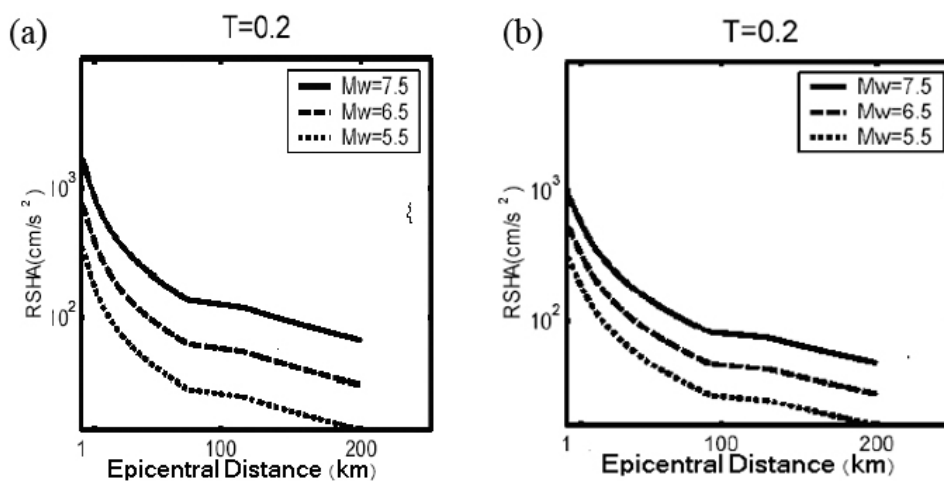 (a)
T=0.2
Mw=7.5
Mw=6.5
Mw=5.5
10³
10²
RSHA(cm/s²)
1
100
200
Epicentral Distance (km)
(b)
T=0.2
Mw=7.5
Mw=6.5
Mw=5.5
10³
10²
RSHA(cm/s²)
1
100
200
Epicentral Distance (km)